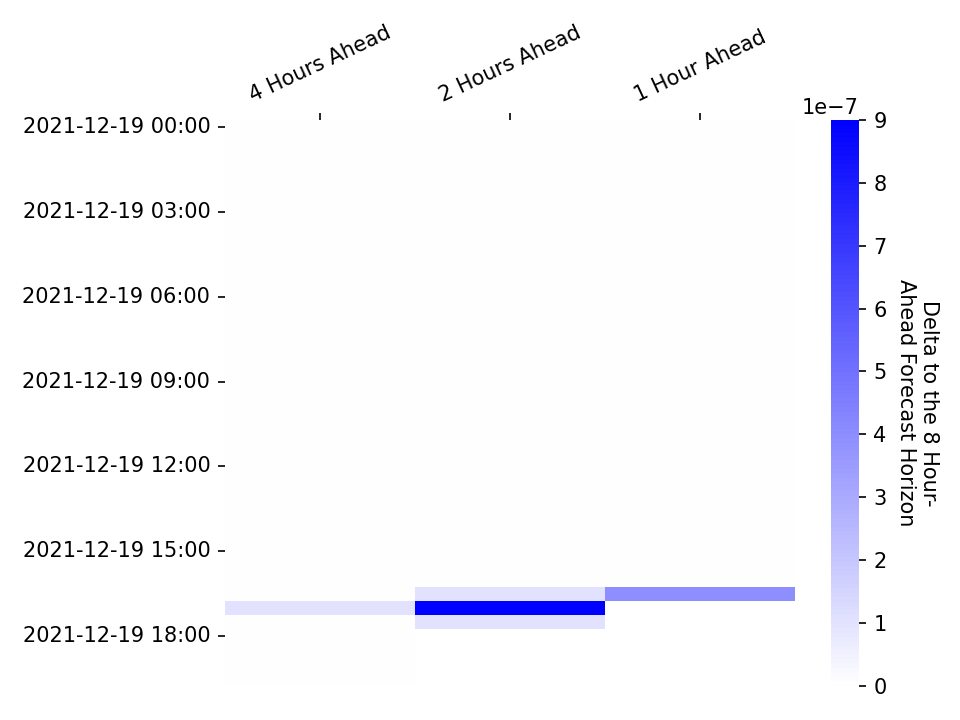 4 Hours Ahead
2 Hours Ahead
1 Hour Ahead
2021-12-19 00:00
2021-12-19 03:00
2021-12-19 06:00
2021-12-19 09:00
2021-12-19 12:00
2021-12-19 15:00
2021-12-19 18:00
1e−7
9
8
7
6
5
4
3
2
1
0
Delta to the 8 Hour-
Ahead Forecast Horizon